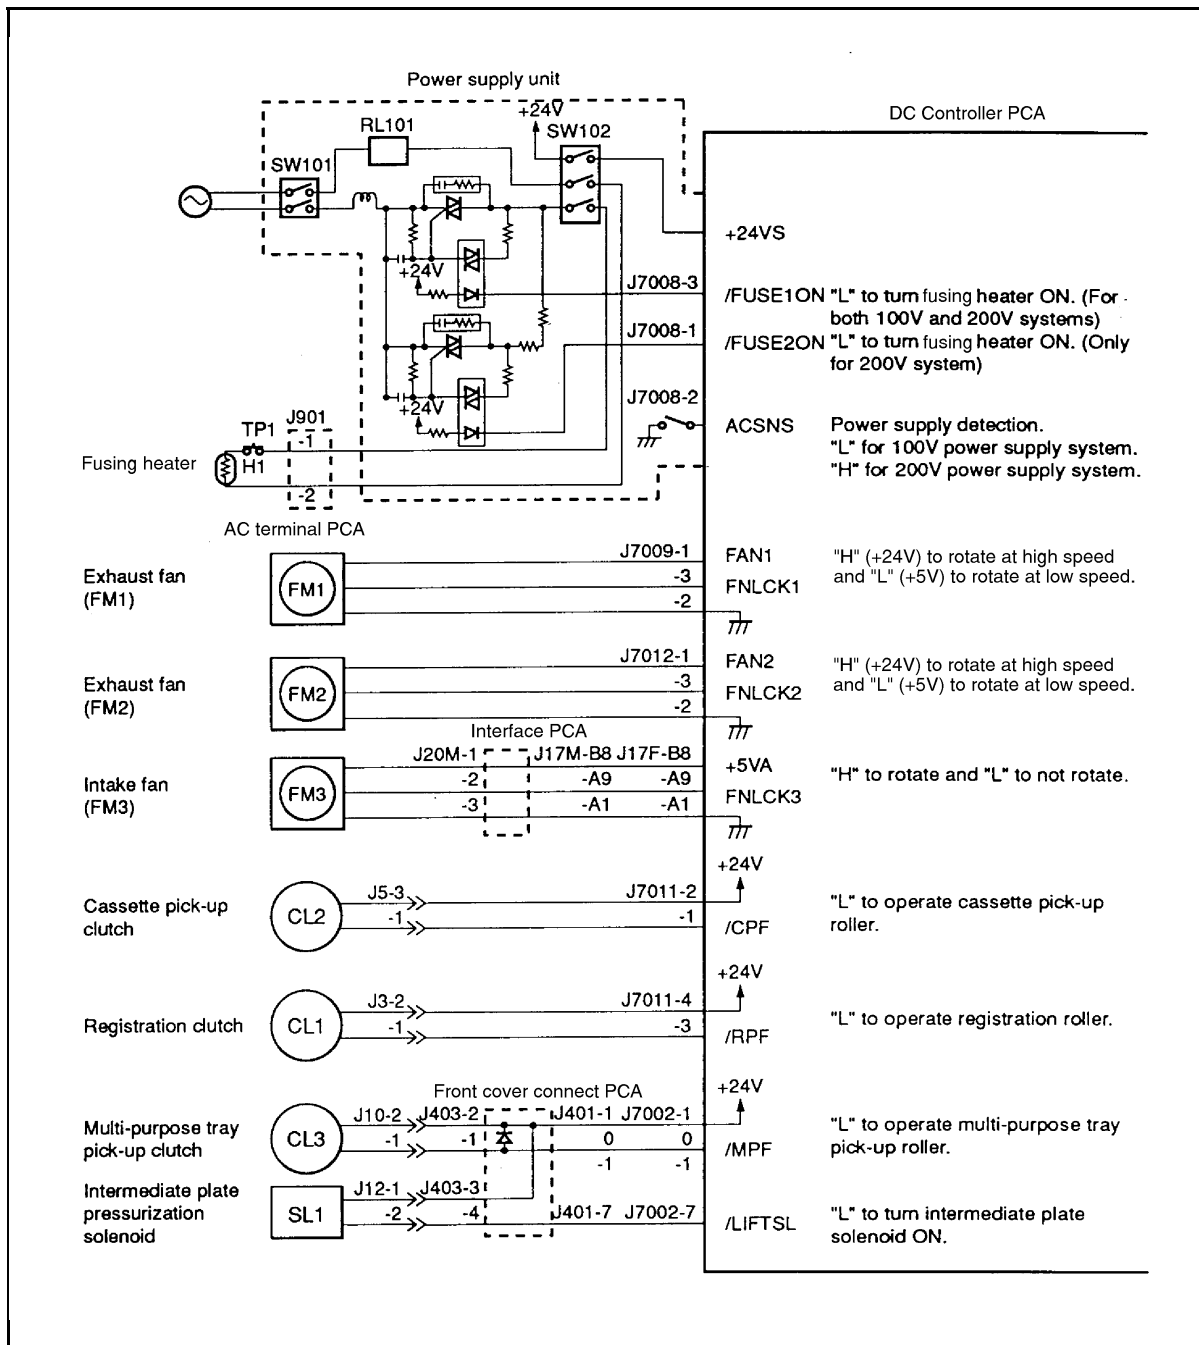 Power supply unit
+24V
DC Controller PCA
RL101
SW102
SW101
+24VS
+24V
J7008-3
/FUSE1ON "L" to turn fusing heater ON. (For
both 100V and 200V systems)
J7008-1
/FUSE2ON "L" to turn fusing heater ON. (Only
for 200V system)
+24V
J7008-2
J901
TP1
-1
ACSNS Power supply detection.
"L" for 100V power supply system.
"H" for 200V power supply system.
Fusing heater
H1
-2
AC terminal PCA
Exhaust fan
(FM1)
FM1
J7009-1
-3
-2
FAN1
FNLCK1
"H" (+24V) to rotate at high speed
and "L" (+5V) to rotate at low speed.
Exhaust fan
(FM2)
FM2
J7012-1
-3
-2
FAN2
FNLCK2
"H" (+24V) to rotate at high speed
and "L" (+5V) to rotate at low speed.
Interface PCA
Intake fan
(FM3)
FM3
J20M-1 J17M-B8 J17F-B8
-2 -A9 -A9
-3 -A1 -A1
+5VA
FNLCK3
"H" to rotate and "L" to not rotate.
+24V
Cassette pick-up
clutch
CL2
J5-3
-1
J7011-2
-1
/CPF
"L" to operate cassette pick-up
roller.
+24V
Registration clutch
CL1
J3-2
-1
J7011-4
-3
/RPF
"L" to operate registration roller.
+24V
Front cover connect PCA
Multi-purpose tray
pick-up clutch
CL3
J10-2 J403-2 J401-1 J7002-1
-1 -1 0 0
-1 -1
/MPF
"L" to operate multi-purpose tray
pick-up roller.
Intermediate plate
pressurization
solenoid
SL1
J12-1 J403-3
-2 -4 J401-7 J7002-7
/LIFTSL
"L" to turn intermediate plate
solenoid ON.